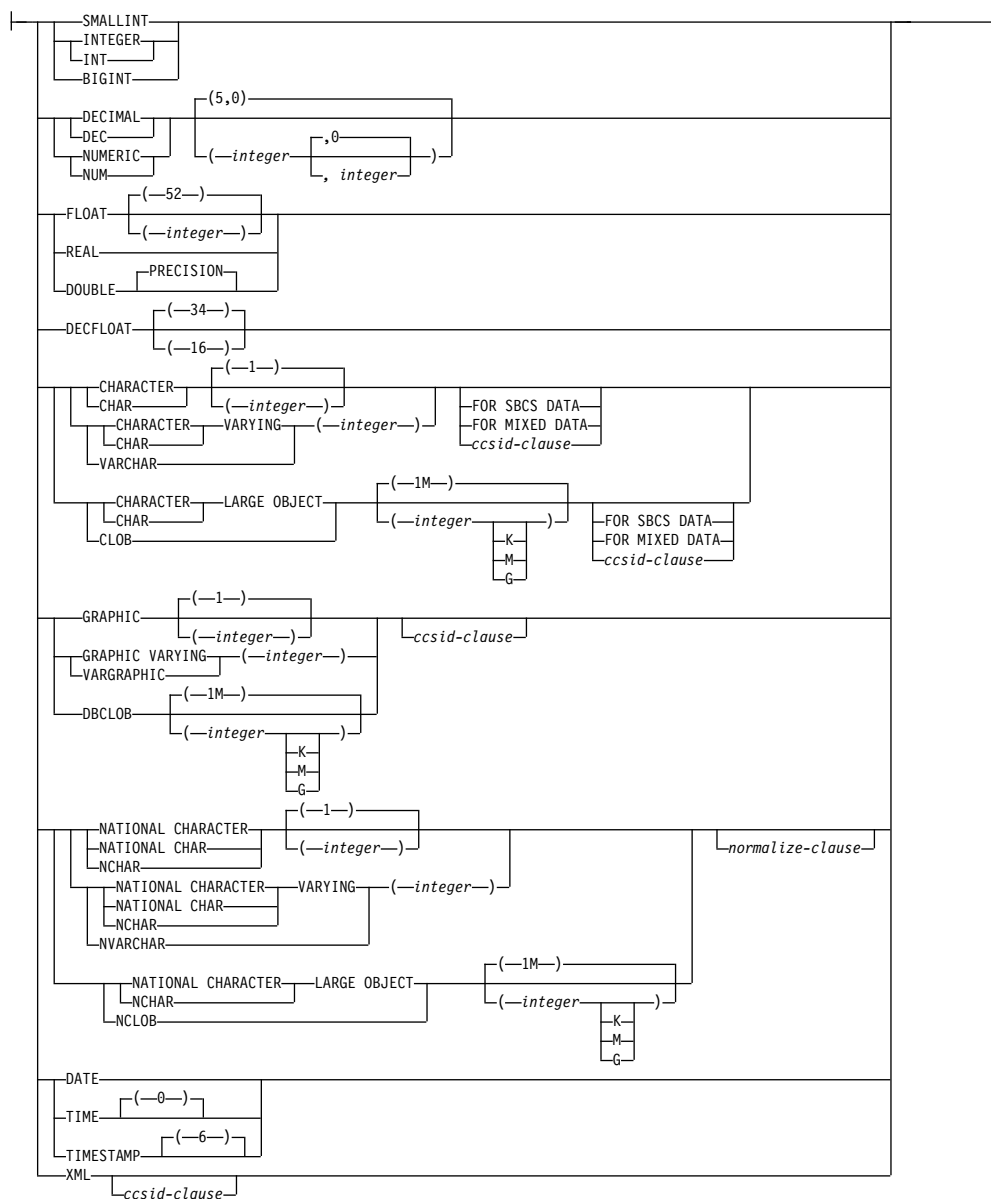 SMALLINT
INTEGER
INT
BIGINT
(5,0)
DECIMAL
DEC
,0
NUMERIC
(integer )
NUM
, integer
(52)
FLOAT
(integer)
REAL
PRECISION
DOUBLE
(34)
DECFLOAT
(16)
(1)
CHARACTER
CHAR
(integer)
FOR SBCS DATA
CHARACTER VARYING (integer)
FOR MIXED DATA
CHAR
ccsid-clause
VARCHAR
(1M)
CHARACTER LARGE OBJECT
CHAR
(integer )
FOR SBCS DATA
CLOB
K
FOR MIXED DATA
M
ccsid-clause
G
(1)
GRAPHIC
(integer)
ccsid-clause
GRAPHIC VARYING (integer)
VARGRAPHIC
(1M)
DBCLOB
(integer )
K
M
G
(1)
NATIONAL CHARACTER
NATIONAL CHAR
(integer)
normalize-clause
NCHAR
NATIONAL CHARACTER VARYING (integer)
NATIONAL CHAR
NCHAR
NVARCHAR
(1M)
NATIONAL CHARACTER LARGE OBJECT
NCHAR
(integer )
NCLOB
K
M
G
DATE
(0)
TIME
(6)
TIMESTAMP
XML
ccsid-clause